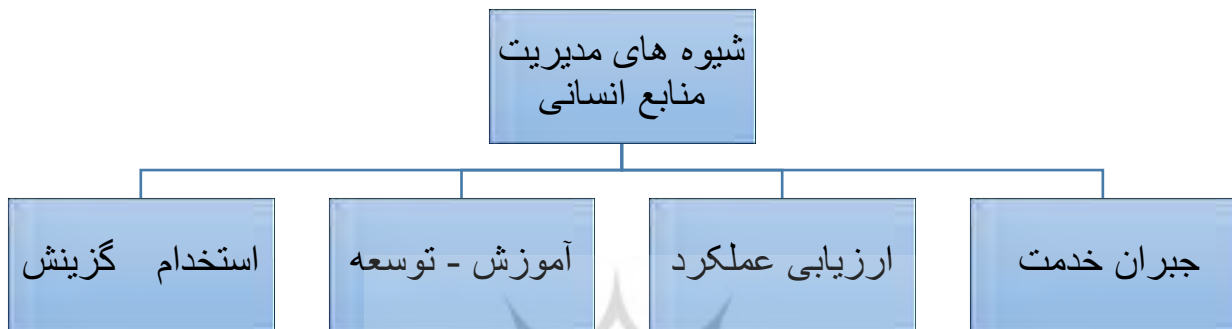 شیوه های مدیریت
منابع انسانی
جبران خدمت
ارزیابی عملکرد
آموزش - توسعه
استخدام گزینش